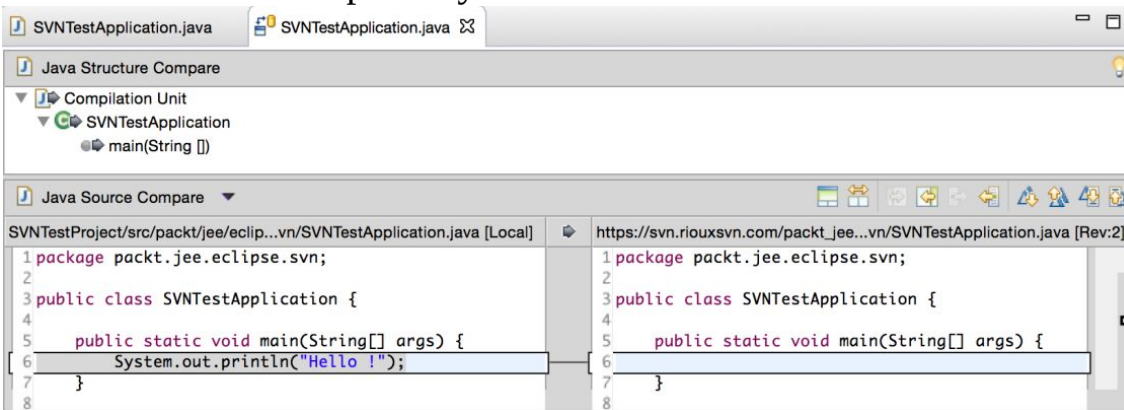 SVNTestApplication.java SVNTestApplication.java
Java Structure Compare
Compilation Unit
SVNTestApplication
main(String [])
Java Source Compare
SVNTestProject/src/packt/jee/eclip...vn/SVNTestApplication.java [Local] https://svn.riouxsvn.com/packt_jee...vn/SVNTestApplication.java [Rev:2]
1 package packt.jee.eclipse.svn; 1 package packt.jee.eclipse.svn;
2 2
3 public class SVNTestApplication { 3 public class SVNTestApplication {
4 4
5 public static void main(String[] args) { 5 public static void main(String[] args) {
6 System.out.println("Hello !"); 6
7 } 7 }
8 8